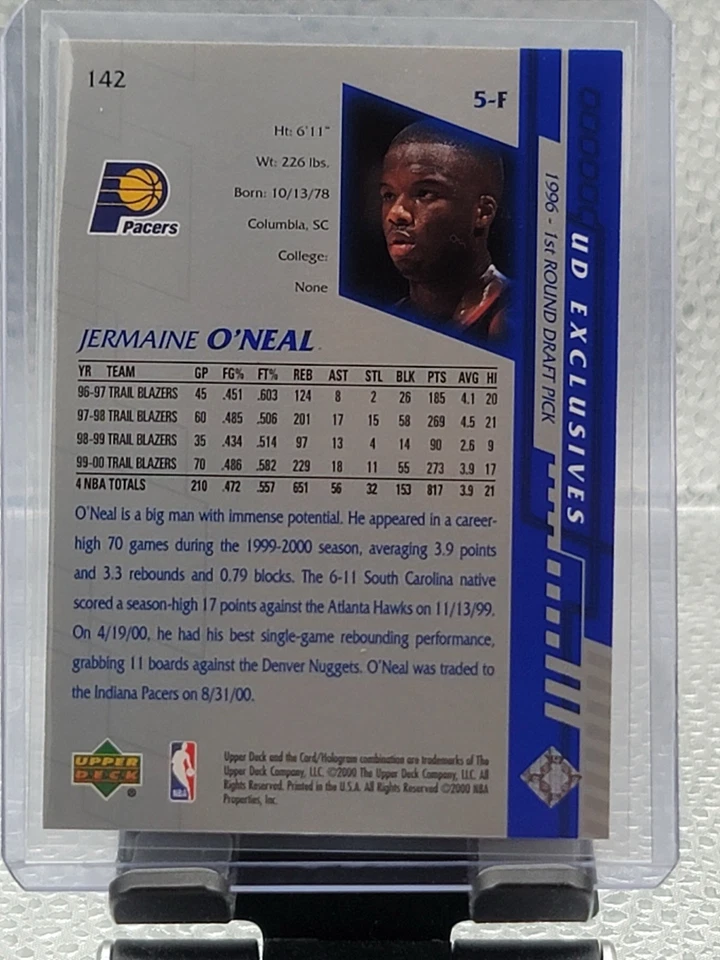 142
5-F
Ht: 6'11"
Wt: 226 lbs.
Born: 10/13/78
Columbia, SC
College:
None
Pacers
1996 - 1st ROUND DRAFT PICK
UD EXCLUSIVES
JERMAINE O'NEAL
YR TEAM GP FG% FT% REB AST STL BLK PTS AVG HI
96-97 TRAIL BLAZERS 45 .451 .603 124 8 2 26 185 4.1 20
97-98 TRAIL BLAZERS 60 .485 .506 201 17 15 58 269 4.5 21
98-99 TRAIL BLAZERS 35 .434 .514 97 13 4 14 90 2.6 9
99-00 TRAIL BLAZERS 70 .486 .582 229 18 11 55 273 3.9 17
4 NBA TOTALS 210 .472 .557 651 56 32 153 817 3.9 21
O'Neal is a big man with immense potential. He appeared in a career-
high 70 games during the 1999-2000 season, averaging 3.9 points
and 3.3 rebounds and 0.79 blocks. The 6-11 South Carolina native
scored a season-high 17 points against the Atlanta Hawks on 11/13/99.
On 4/19/00, he had his best single-game rebounding performance,
grabbing 11 boards against the Denver Nuggets. O'Neal was traded to
the Indiana Pacers on 8/31/00.
UPPER
DECK
®
NBA
Upper Deck and the Card/Hologram combination are trademarks of The
Upper Deck Company, LLC. ©2000 The Upper Deck Company, LLC. All
Rights Reserved. Printed in the U.S.A. All Rights Reserved ©2000 NBA
Properties, Inc.